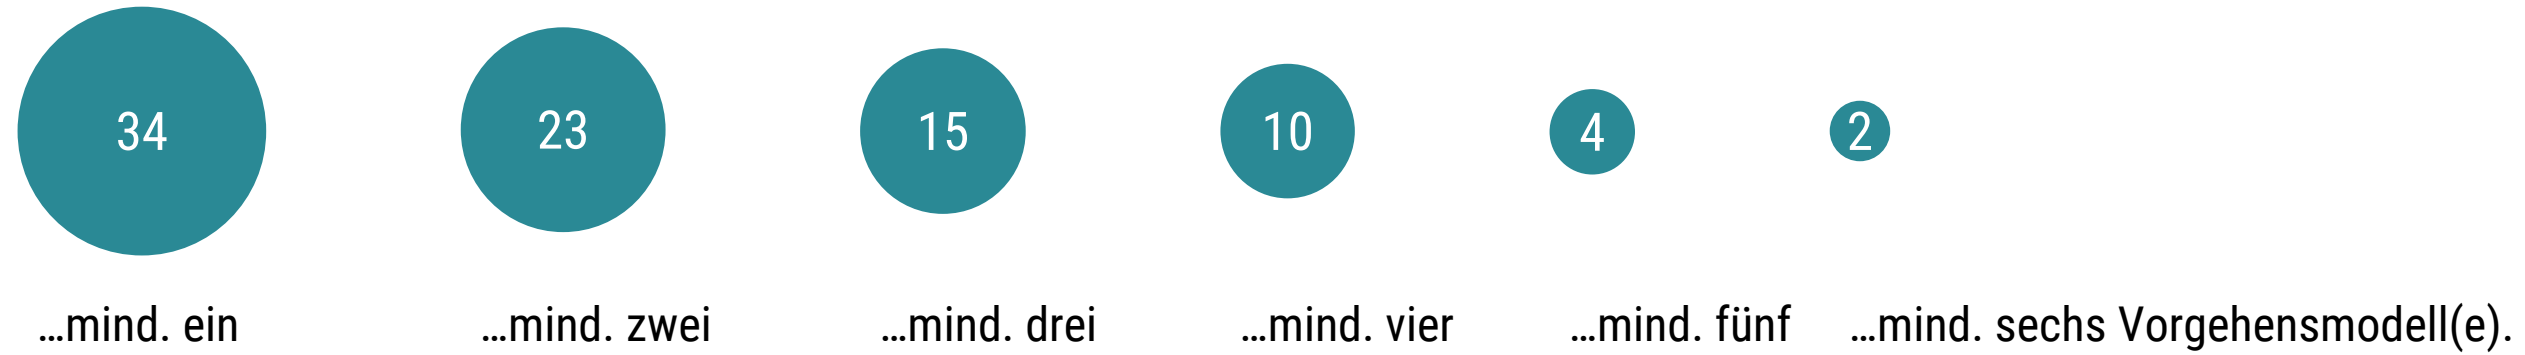 34 23 15 10 4 2
...mind. ein ...mind. zwei ...mind. drei ...mind. vier ...mind. fünf ...mind. sechs Vorgehensmodell(e).